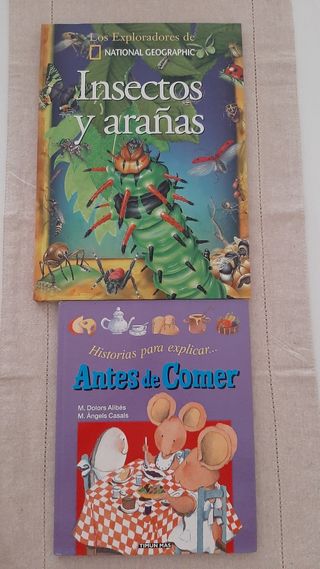 Los Exploradores de
NATIONAL GEOGRAPHIC
Insectos
y arañas
Historias para explicar...
Antes de Comer
M. Dolors Alibés
M. Àngels Casals
TIMUN MAS